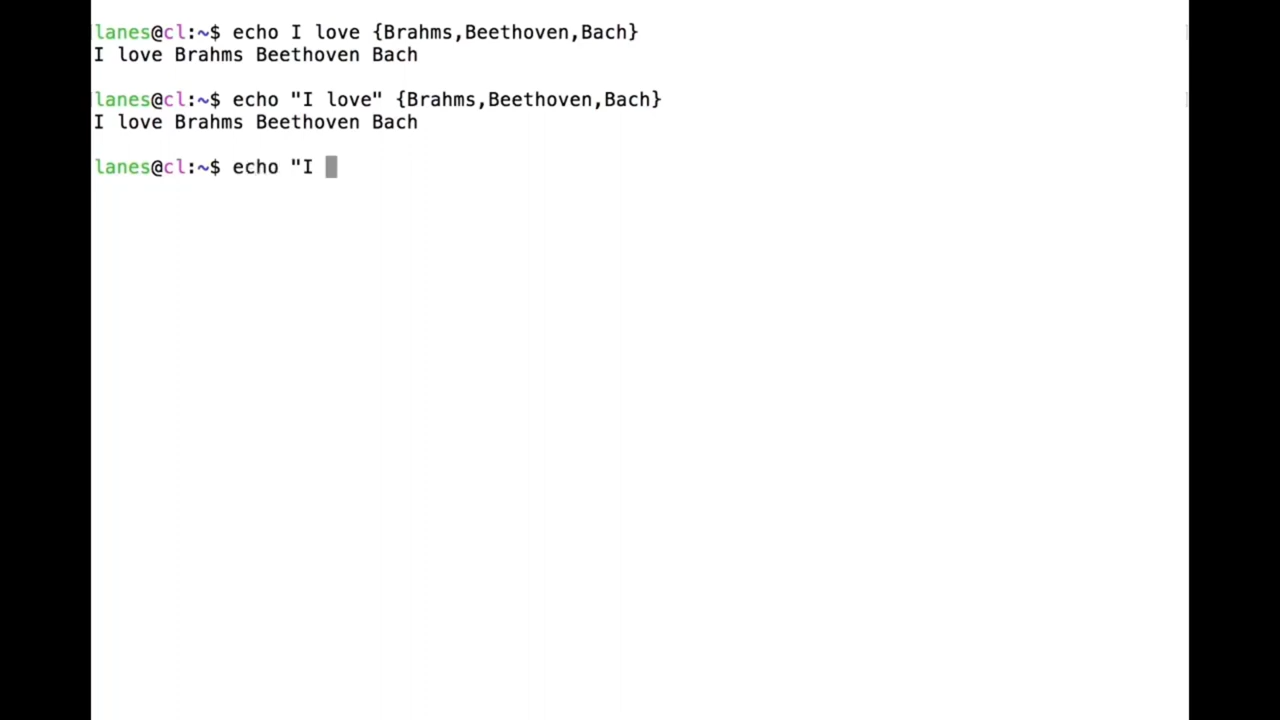 lanes@cl:~$ echo I love {Brahms,Beethoven,Bach}
I love Brahms Beethoven Bach
lanes@cl:~$ echo "I love" {Brahms,Beethoven,Bach}
I love Brahms Beethoven Bach
lanes@cl:~$ echo "I